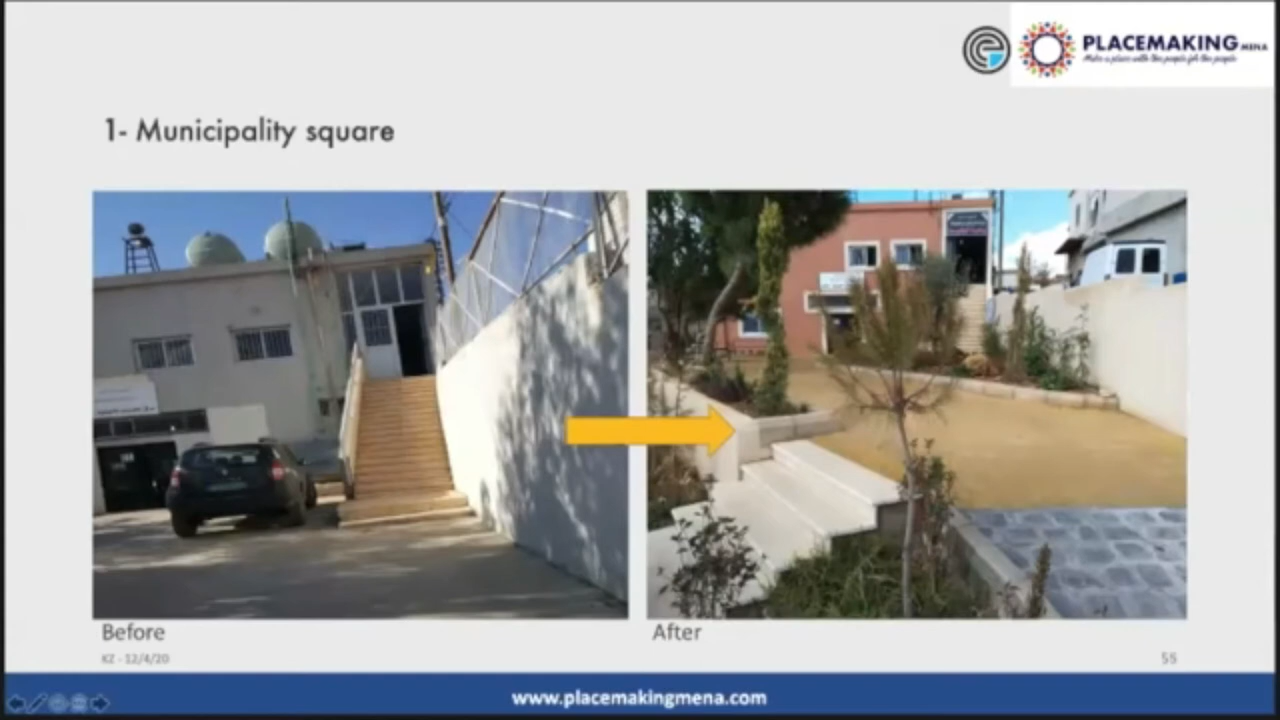 PLACEMAKING MENA
Make a place with the people for the people
1- Municipality square
Before
After
KZ - 12/4/20
55
www.placemakingmena.com